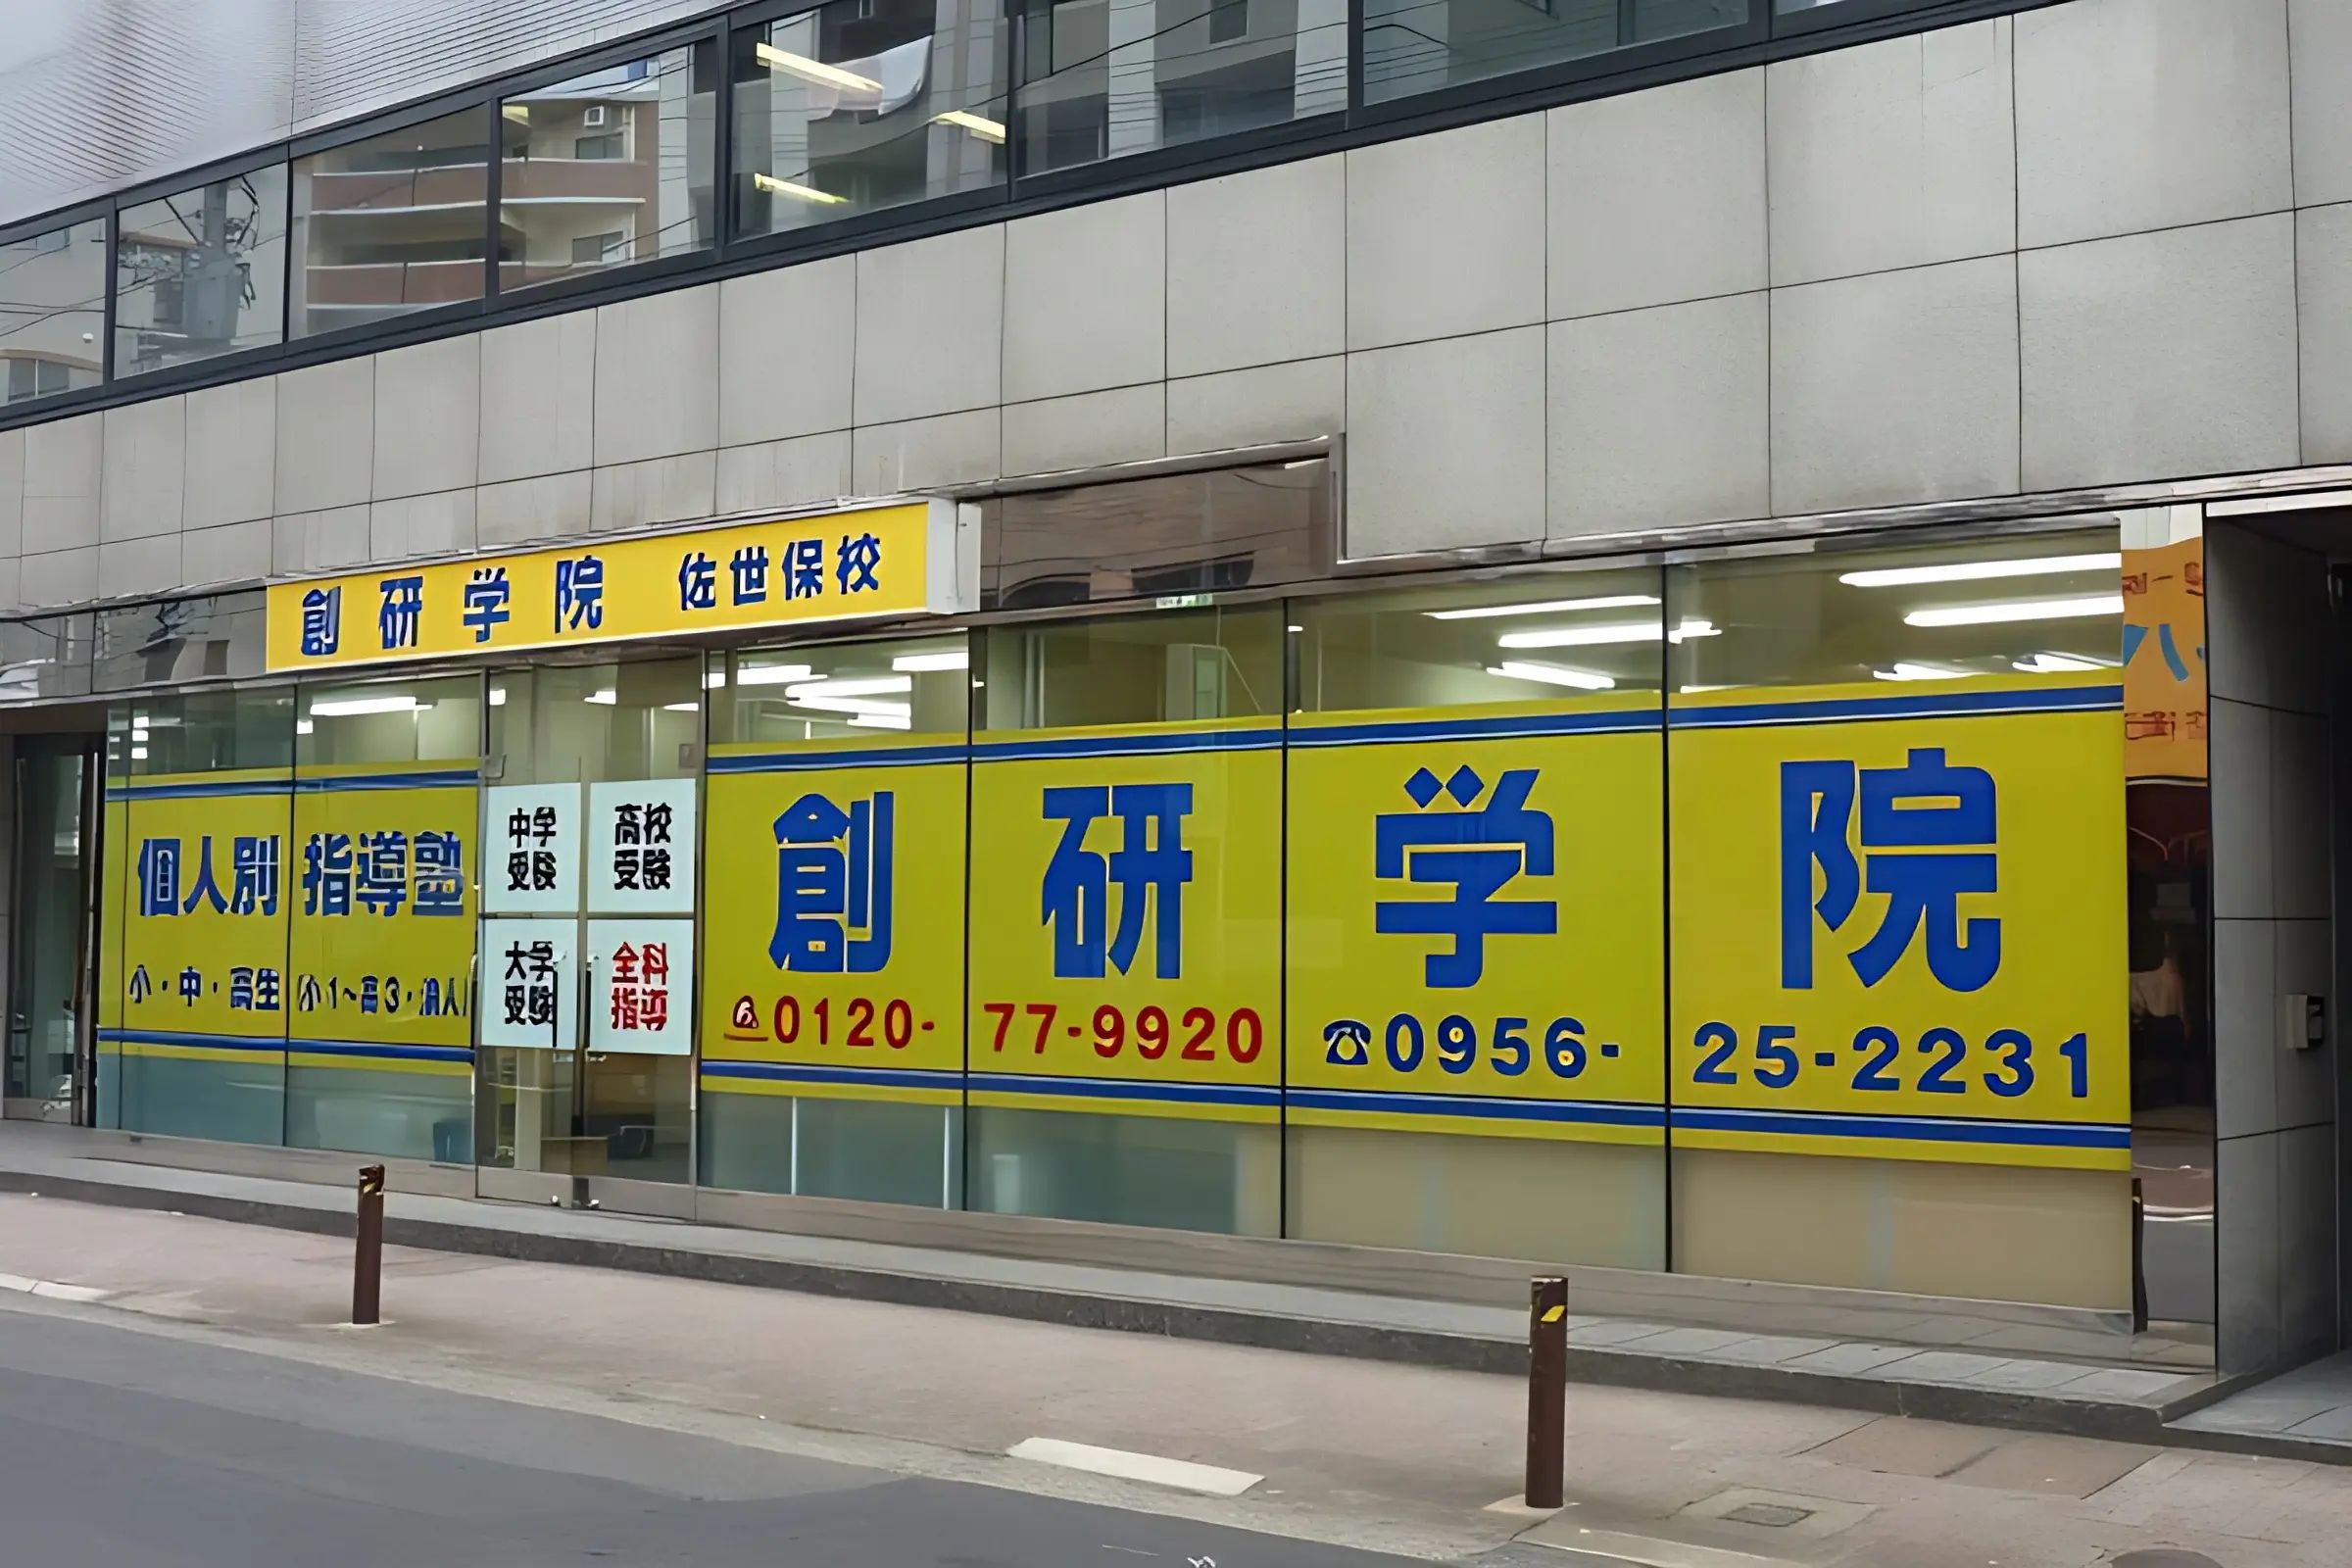 創研学院 佐世保校
個人別 指導塾
小・中・高生
中学
受験
高校
受験
大学
受験
全科
指導
創研学院
0120-77-9920
☎0956-25-2231